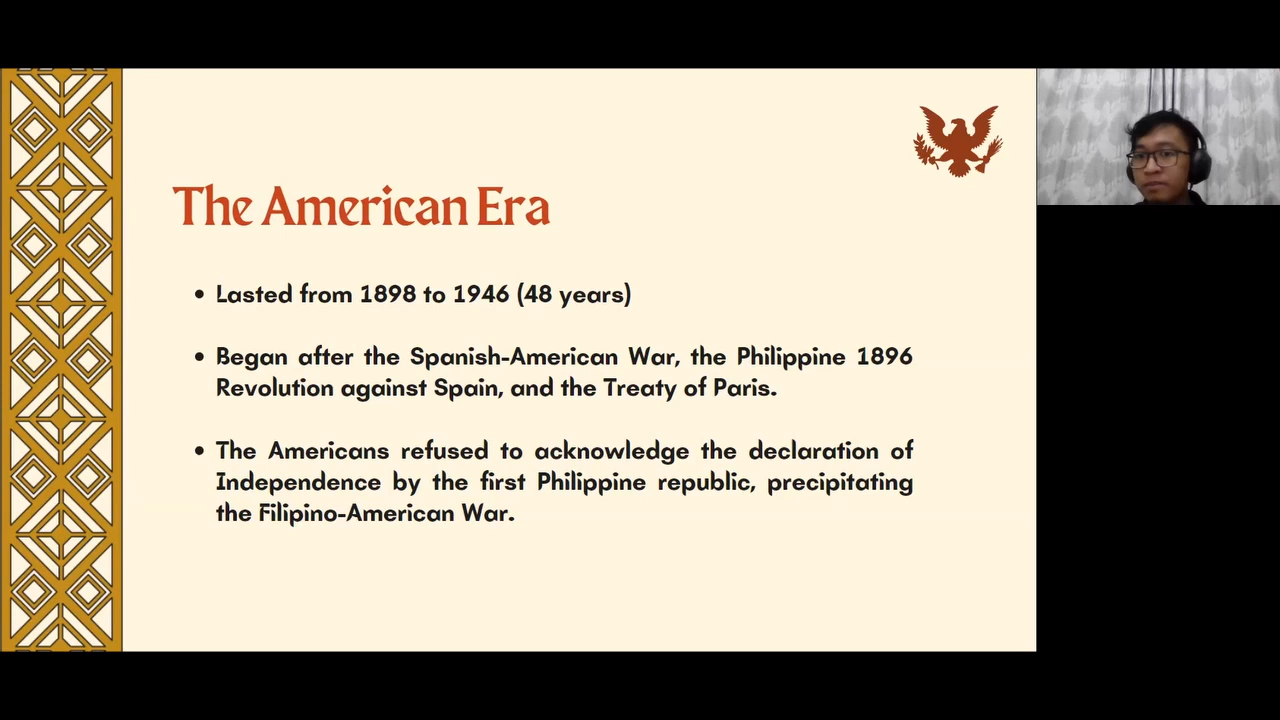 The American Era
• Lasted from 1898 to 1946 (48 years)
• Began after the Spanish-American War, the Philippine 1896
Revolution against Spain, and the Treaty of Paris.
• The Americans refused to acknowledge the declaration of
Independence by the first Philippine republic, precipitating
the Filipino-American War.